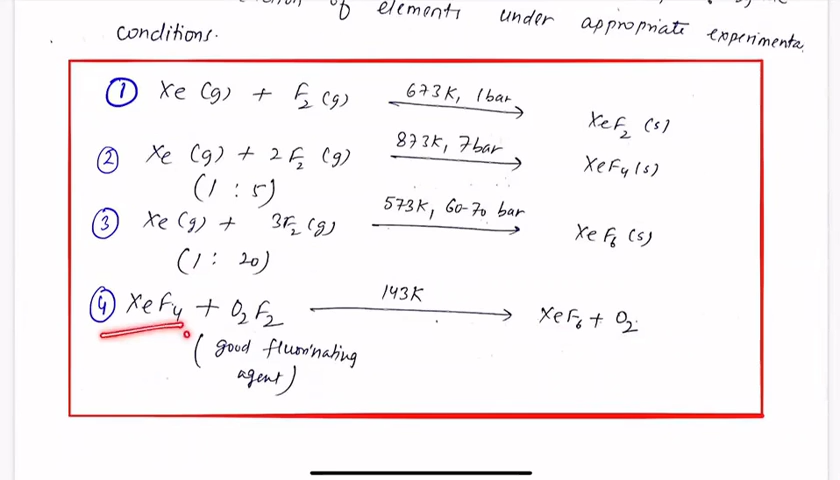 of elements under appropriate experimenta
conditions.
① Xe (g) + F₂ (g) 673K, 1bar XeF₂ (s)
② Xe (g) + 2F₂ (g) 873K, 7bar XeF₄ (s)
(1 : 5)
③ Xe (g) + 3F₂ (g) 573K, 60-70 bar XeF₆ (s)
(1 : 20)
④ XeF₄ + O₂F₂ 143K XeF₆ + O₂
(good fluorinating
agent)